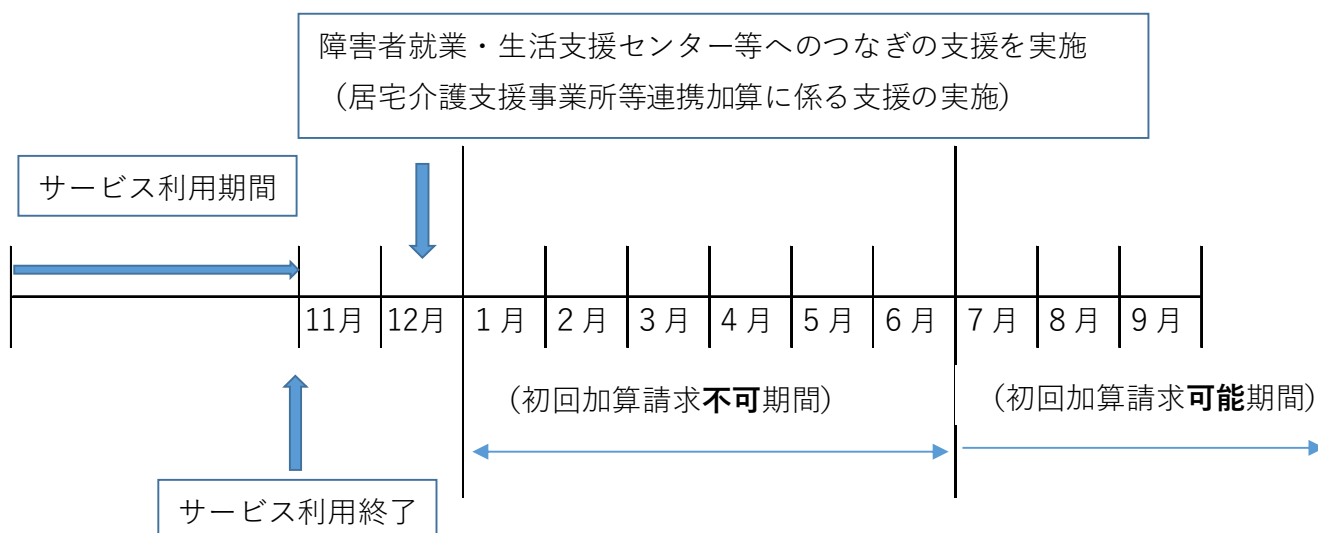 障害者就業・生活支援センター等へのつなぎの支援を実施
（居宅介護支援事業所等連携加算に係る支援の実施）
サービス利用期間
11月 12月 1月 2月 3月 4月 5月 6月 7月 8月 9月
（初回加算請求不可期間） （初回加算請求可能期間）
サービス利用終了